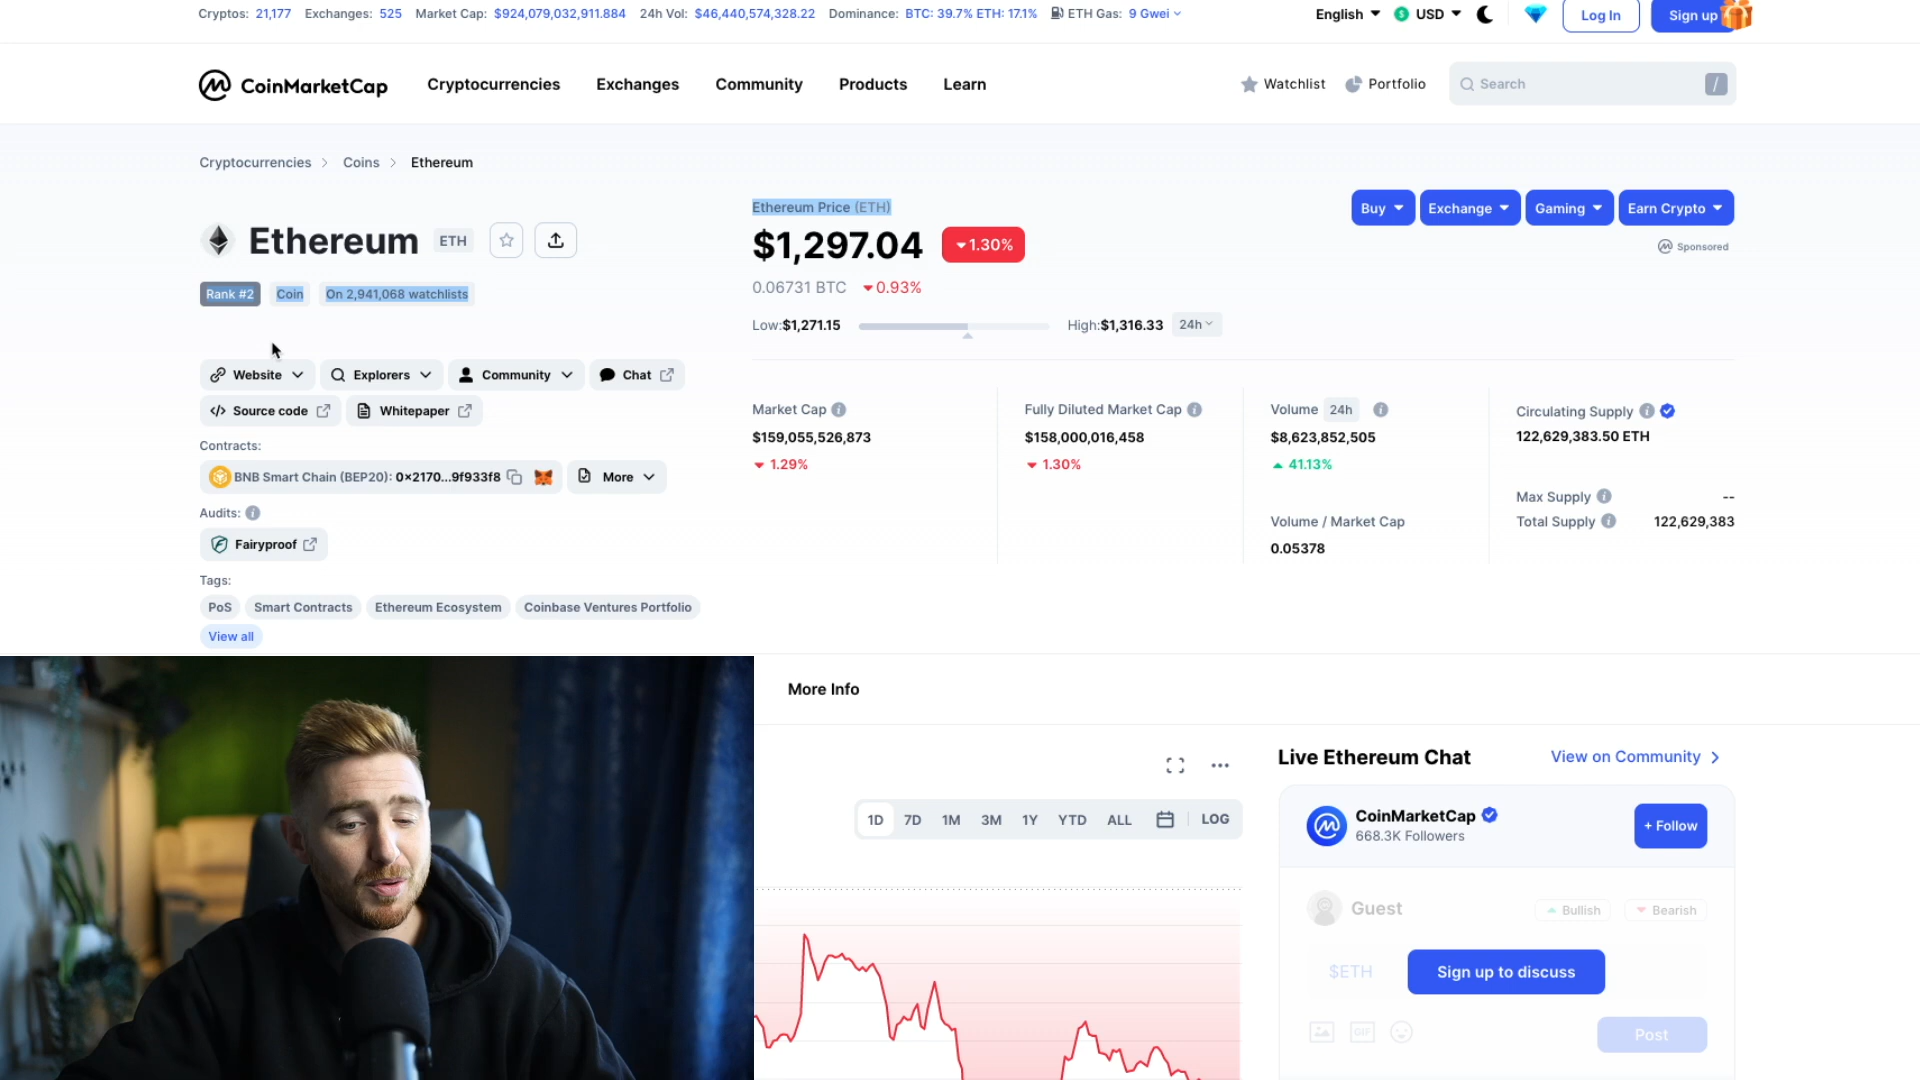 Cryptos: 21,177 Exchanges: 525 Market Cap: $924,079,032,911.884 24h Vol: $46,440,574,328.22 Dominance: BTC: 39.7% ETH: 17.1% ETH Gas: 9 Gwei
English USD Log In Sign up
CoinMarketCap Cryptocurrencies Exchanges Community Products Learn Watchlist Portfolio Search /
Cryptocurrencies > Coins > Ethereum
Ethereum ETH
Rank #2 Coin On 2,941,068 watchlists
Website Explorers Community Chat
Source code Whitepaper
Contracts:
BNB Smart Chain (BEP20): 0x2170...9f933f8 More
Audits:
Fairyproof
Tags:
PoS Smart Contracts Ethereum Ecosystem Coinbase Ventures Portfolio
View all
Ethereum Price (ETH)
$1,297.04 1.30%
0.06731 BTC 0.93%
Low:$1,271.15 High:$1,316.33 24h
Buy Exchange Gaming Earn Crypto
Sponsored
Market Cap
$159,055,526,873
1.29%
Fully Diluted Market Cap
$158,000,016,458
1.30%
Volume 24h
$8,623,852,505
41.13%
Volume / Market Cap
0.05378
Circulating Supply
122,629,383.50 ETH
Max Supply --
Total Supply 122,629,383
More Info
1D 7D 1M 3M 1Y YTD ALL LOG
Live Ethereum Chat View on Community >
CoinMarketCap
668.3K Followers
+ Follow
Guest Bullish Bearish
$ETH Sign up to discuss
GIF Post